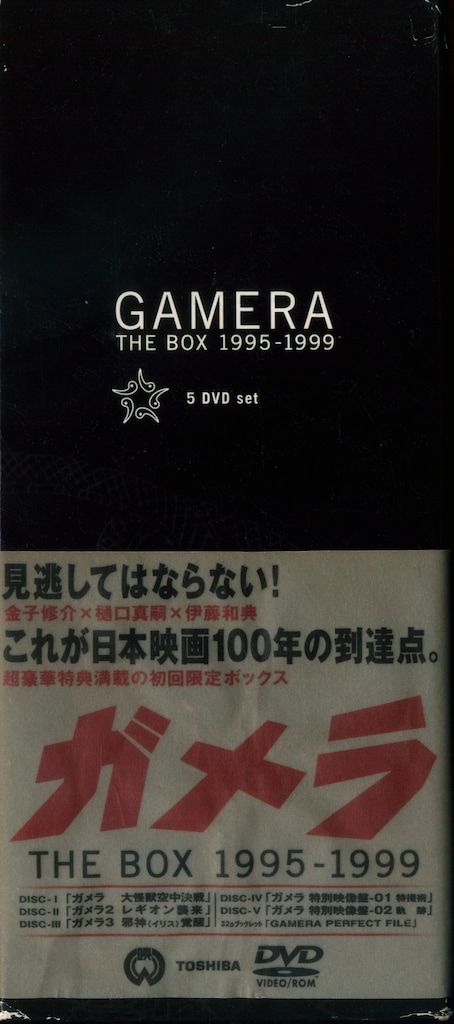 GAMERA
THE BOX 1995-1999
5 DVD set
見逃してはならない!
金子修介×樋口真嗣×伊藤和典
これが日本映画100年の到達点。
超豪華特典満載の初回限定ボックス
ガメラ
THE BOX 1995-1999
DISC-I「ガメラ 大怪獣空中決戦」
DISC-II「ガメラ2 レギオン襲来」
DISC-III「ガメラ3 邪神〈イリス〉覚醒」
DISC-IV「ガメラ 特別映像盤-01 特撮術」
DISC-V「ガメラ 特別映像盤-02 軌跡」
32pブックレット「GAMERA PERFECT FILE」
映
TOSHIBA
DVD
VIDEO/ROM